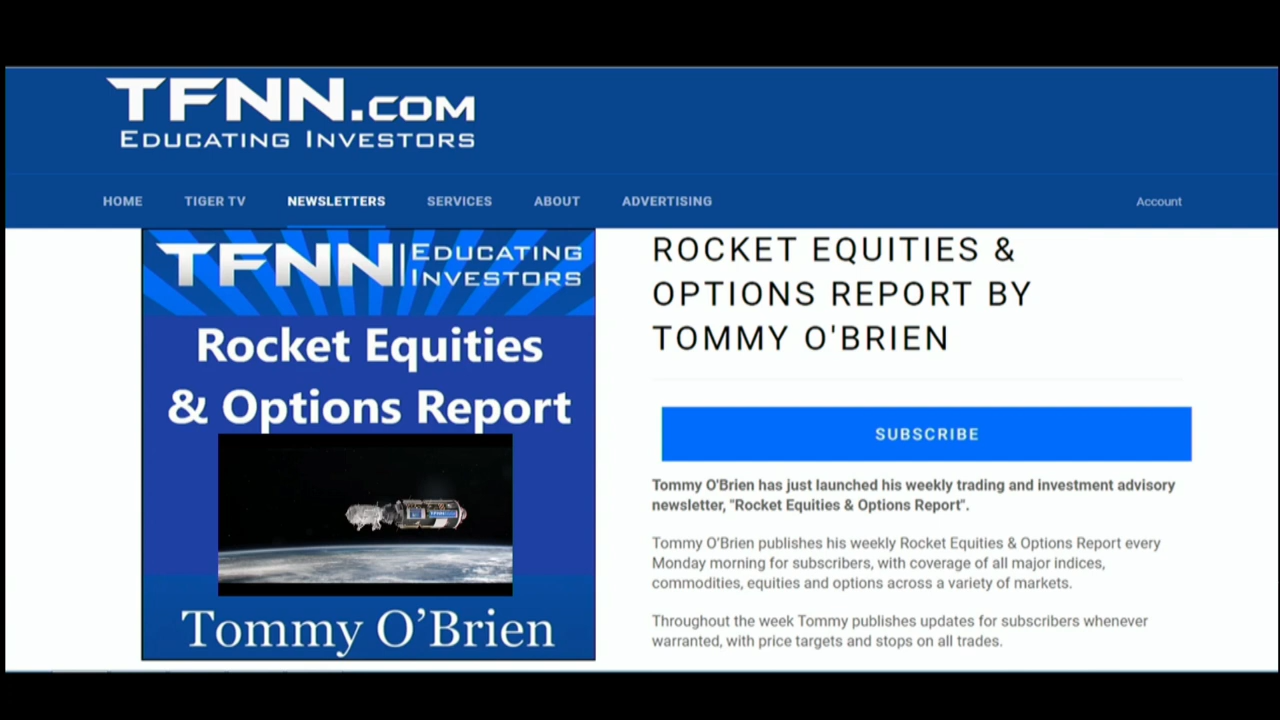 TFNN.COM
EDUCATING INVESTORS
HOME TIGER TV NEWSLETTERS SERVICES ABOUT ADVERTISING Account
TFNN EDUCATING
INVESTORS
Rocket Equities
& Options Report
TFNN
Tommy O'Brien
ROCKET EQUITIES &
OPTIONS REPORT BY
TOMMY O'BRIEN
SUBSCRIBE
Tommy O'Brien has just launched his weekly trading and investment advisory
newsletter, "Rocket Equities & Options Report".
Tommy O'Brien publishes his weekly Rocket Equities & Options Report every
Monday morning for subscribers, with coverage of all major indices,
commodities, equities and options across a variety of markets.
Throughout the week Tommy publishes updates for subscribers whenever
warranted, with price targets and stops on all trades.